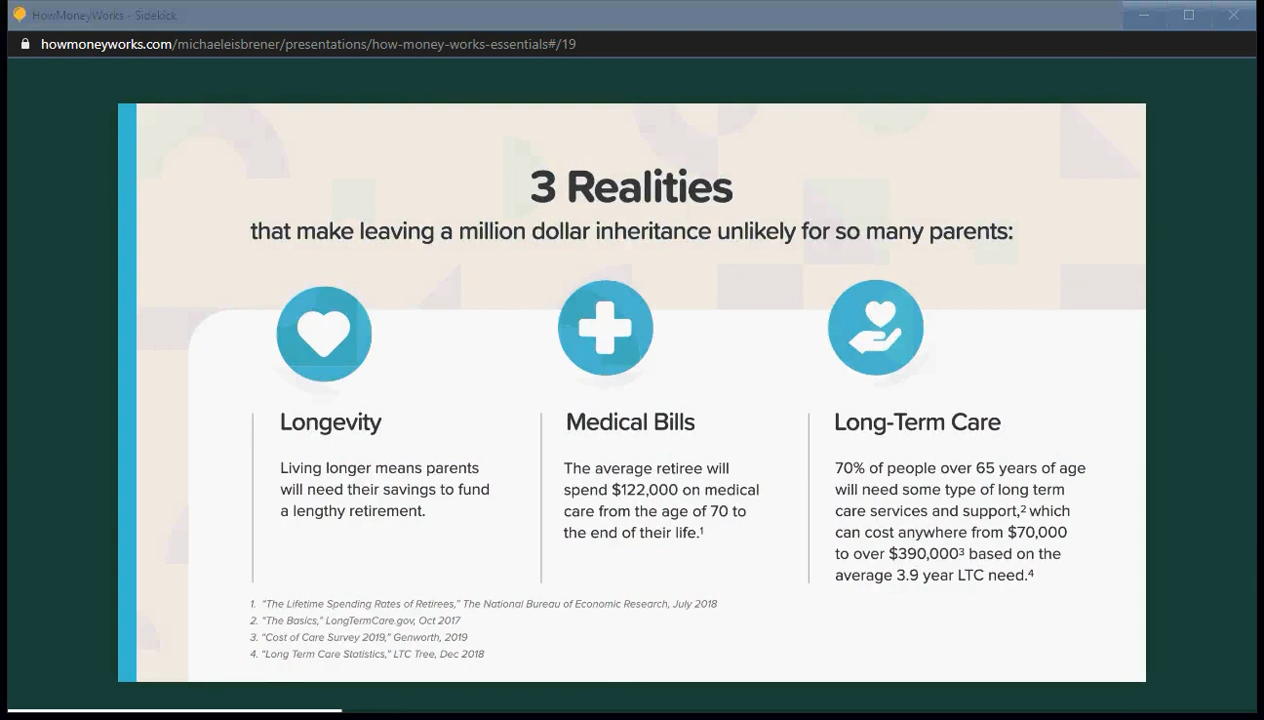 HowMoneyWorks - Sidekick
howmoneyworks.com/michaeleisbrener/presentations/how-money-works-essentials#/19
3 Realities
that make leaving a million dollar inheritance unlikely for so many parents:
Longevity
Living longer means parents
will need their savings to fund
a lengthy retirement.
Medical Bills
The average retiree will
spend $122,000 on medical
care from the age of 70 to
the end of their life.¹
Long-Term Care
70% of people over 65 years of age
will need some type of long term
care services and support,² which
can cost anywhere from $70,000
to over $390,000³ based on the
average 3.9 year LTC need.⁴
1. "The Lifetime Spending Rates of Retirees," The National Bureau of Economic Research, July 2018
2. "The Basics," LongTermCare.gov, Oct 2017
3. "Cost of Care Survey 2019," Genworth, 2019
4. "Long Term Care Statistics," LTC Tree, Dec 2018